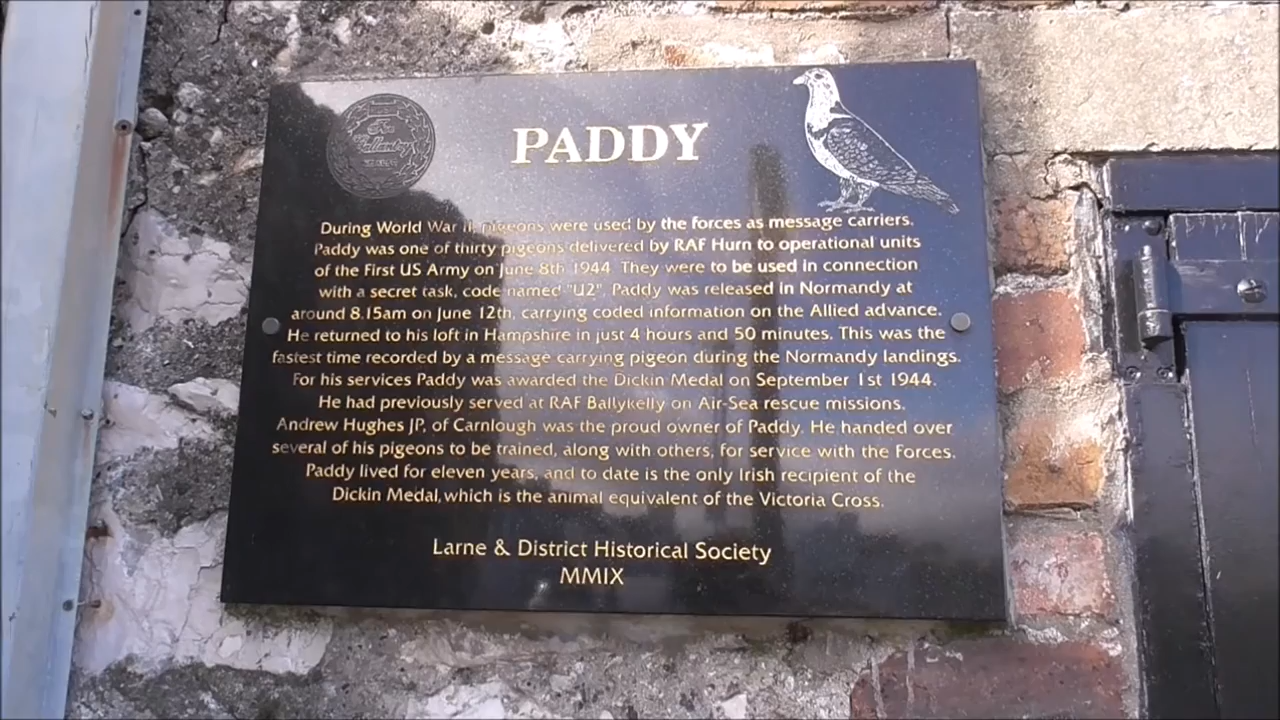 For
Gallantry
PADDY
During World War II, pigeons were used by the forces as message carriers.
Paddy was one of thirty pigeons delivered by RAF Hurn to operational units
of the First US Army on June 8th 1944. They were to be used in connection
with a secret task, code named "U2". Paddy was released in Normandy at
around 8.15am on June 12th, carrying coded information on the Allied advance.
He returned to his loft in Hampshire in just 4 hours and 50 minutes. This was the
fastest time recorded by a message carrying pigeon during the Normandy landings.
For his services Paddy was awarded the Dickin Medal on September 1st 1944.
He had previously served at RAF Ballykelly on Air-Sea rescue missions.
Andrew Hughes JP, of Carnlough was the proud owner of Paddy. He handed over
several of his pigeons to be trained, along with others, for service with the Forces.
Paddy lived for eleven years, and to date is the only Irish recipient of the
Dickin Medal, which is the animal equivalent of the Victoria Cross.
Larne & District Historical Society
MMIX